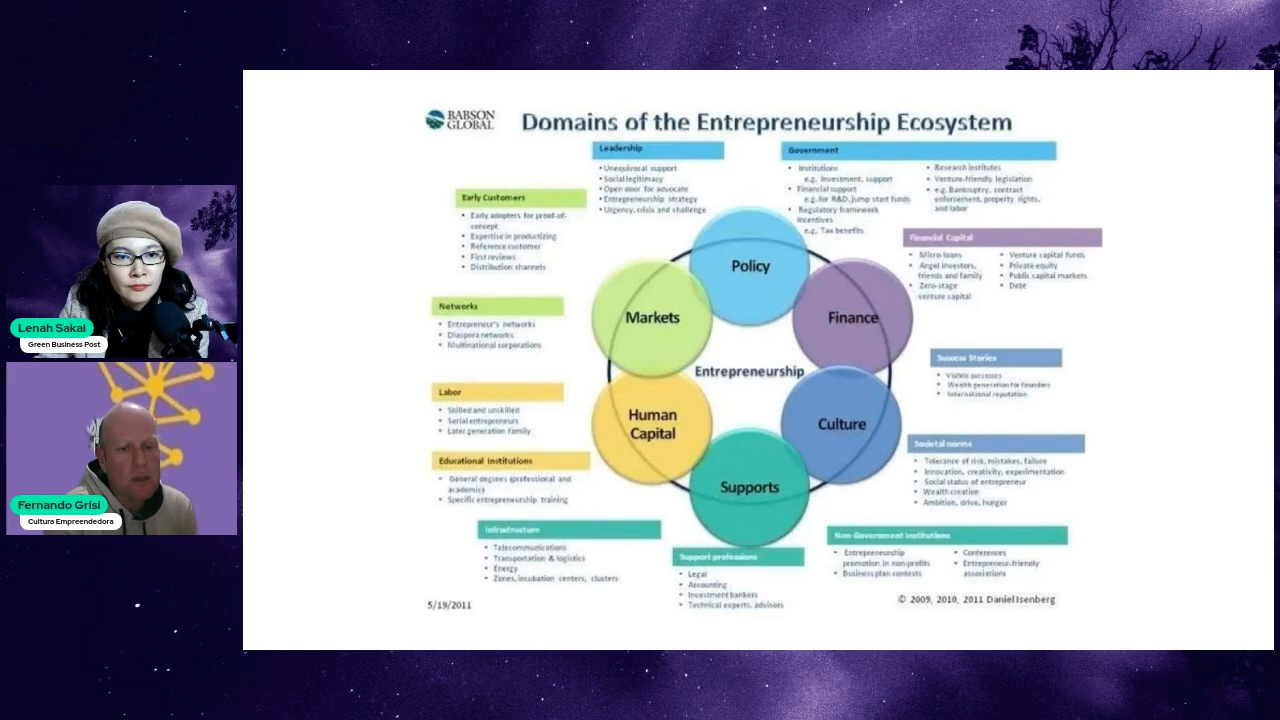 BABSON
GLOBAL
Domains of the Entrepreneurship Ecosystem
Leadership
• Unequivocal support
• Social legitimacy
• Open door for advocate
• Entrepreneurship strategy
• Urgency, crisis and challenge
Government
• Institutions
e.g. Investment, support
• Financial support
e.g. for R&D, jump start funds
• Regulatory framework
Incentives
e.g. Tax benefits
• Research institutes
• Venture-friendly legislation
• e.g. Bankruptcy, contract
enforcement, property rights,
and labor
Early Customers
• Early adopters for proof-of-
concept
• Expertise in productizing
• Reference customer
• First reviews
• Distribution channels
Financial Capital
• Micro-loans
• Angel investors,
friends and family
• Zero-stage
venture capital
• Venture capital funds
• Private equity
• Public capital markets
• Debt
Networks
• Entrepreneur's networks
• Diaspora networks
• Multinational corporations
Policy
Markets
Finance
Entrepreneurship
Human
Capital
Culture
Supports
Success Stories
• Visible successes
• Wealth generation for founders
• International reputation
Labor
• Skilled and unskilled
• Serial entrepreneurs
• Later generation family
Societal norms
• Tolerance of risk, mistakes, failure
• Innovation, creativity, experimentation
• Social status of entrepreneur
• Wealth creation
• Ambition, drive, hunger
Educational Institutions
• General degrees (professional and
academic)
• Specific entrepreneurship training
Infrastructure
• Telecommunications
• Transportation & logistics
• Energy
• Zones, incubation centers, clusters
Support professions
• Legal
• Accounting
• Investment bankers
• Technical experts, advisors
Non-Government Institutions
• Entrepreneurship
promotion in non-profits
• Business plan contests
• Conferences
• Entrepreneur-friendly
associations
5/19/2011
© 2009, 2010, 2011 Daniel Isenberg
Lenah Sakai
Green Business Post
Fernando Grisi
Cultura Empreendedora